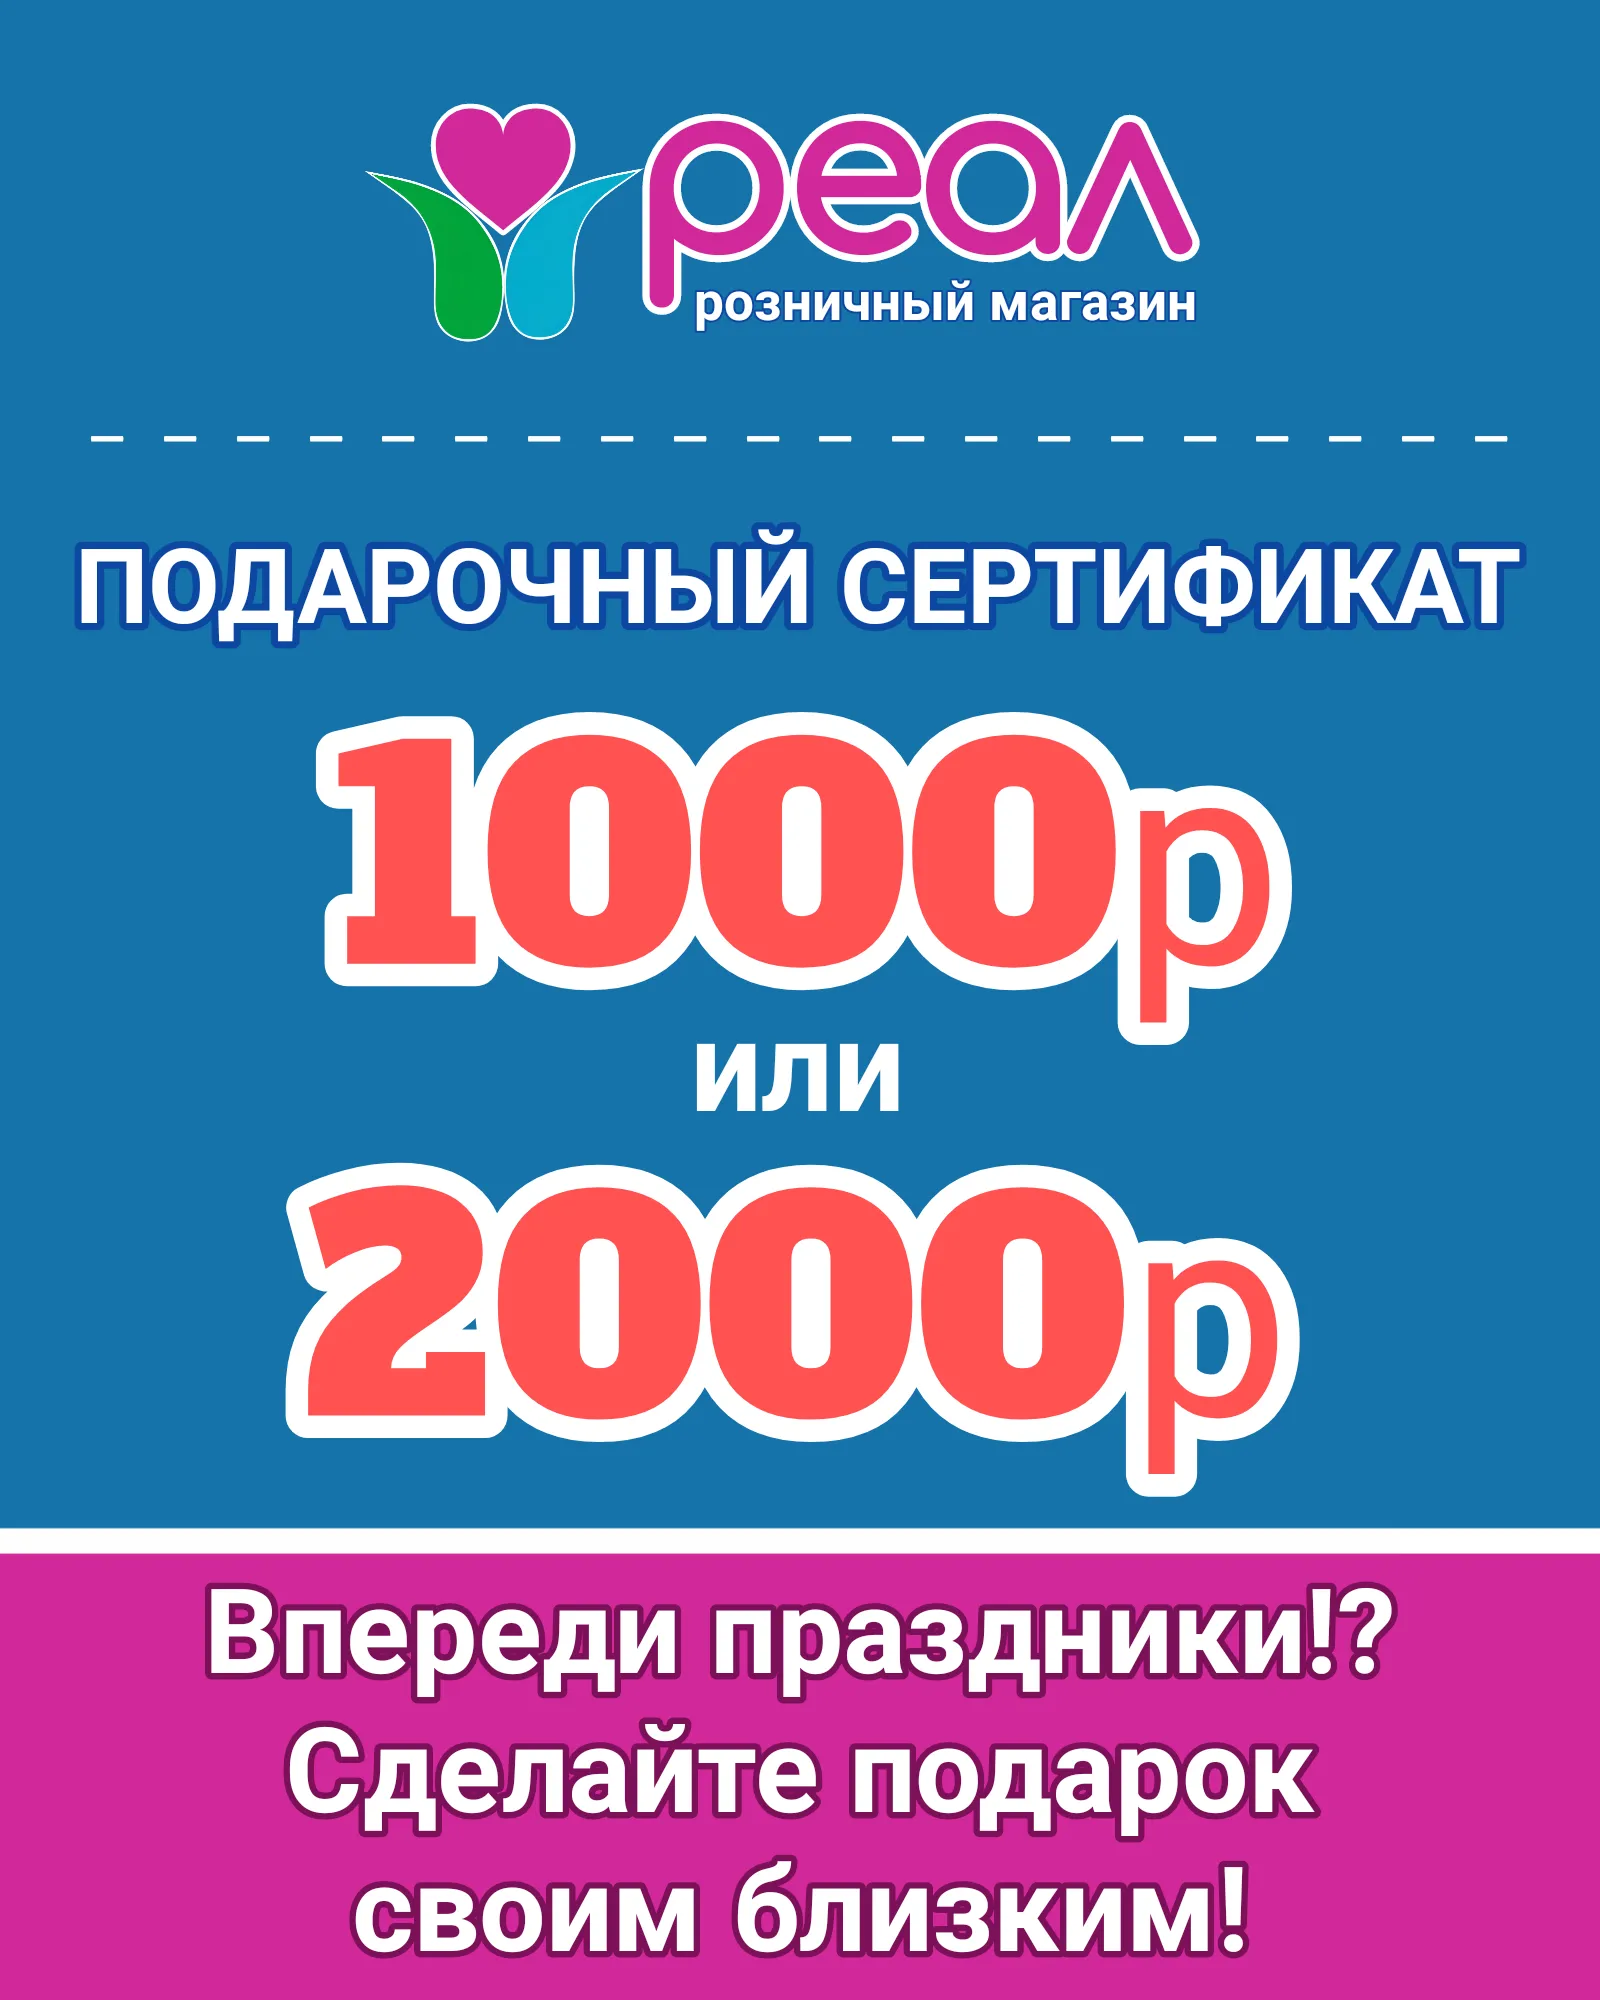 реал
розничный магазин
ПОДАРОЧНЫЙ СЕРТИФИКАТ
1000р
или
2000р
Впереди праздники!?
Сделайте подарок
своим близким!